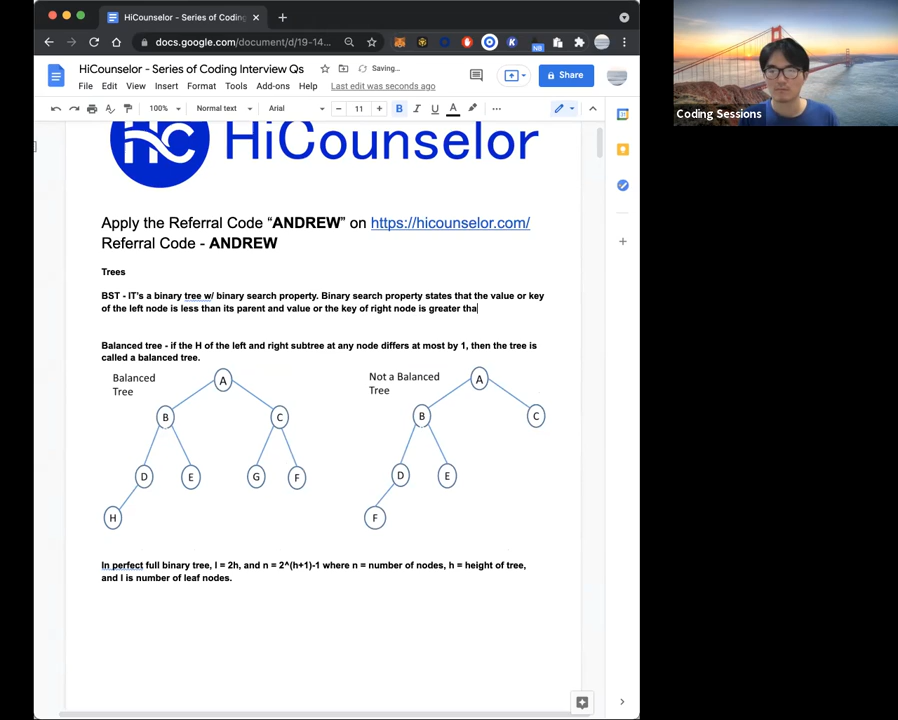 HiCounselor - Series of Coding
docs.google.com/document/d/19-14...
NB
HiCounselor - Series of Coding Interview Qs
Saving...
File Edit View Insert Format Tools Add-ons Help Last edit was seconds ago
Share
100% Normal text Arial 11 B I U A
Coding Sessions
HC HiCounselor
Apply the Referral Code “ANDREW” on https://hicounselor.com/
Referral Code - ANDREW
Trees
BST - IT's a binary tree w/ binary search property. Binary search property states that the value or key
of the left node is less than its parent and value or the key of right node is greater tha
Balanced tree - if the H of the left and right subtree at any node differs at most by 1, then the tree is
called a balanced tree.
Balanced
Tree
A
B C
D E G F
H
Not a Balanced
Tree
A
B C
D E
F
In perfect full binary tree, l = 2h, and n = 2^(h+1)-1 where n = number of nodes, h = height of tree,
and l is number of leaf nodes.